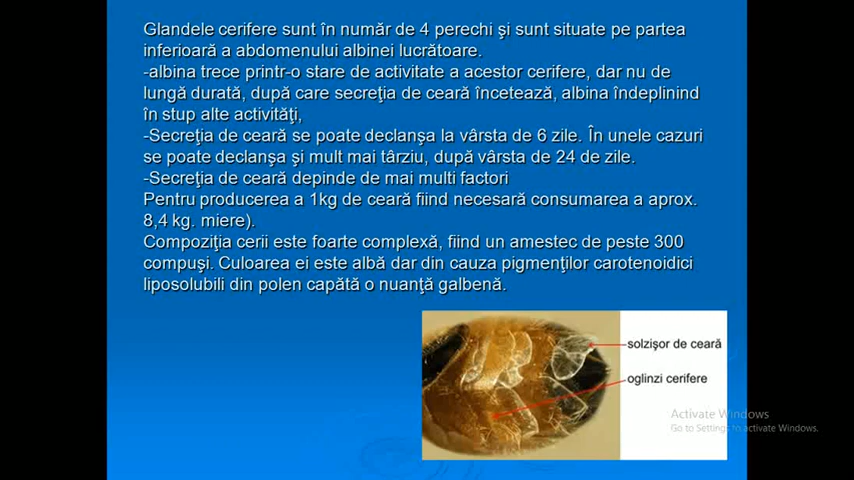 Glandele cerifere sunt în număr de 4 perechi şi sunt situate pe partea
inferioară a abdomenului albinei lucrătoare.
-albina trece printr-o stare de activitate a acestor cerifere, dar nu de
lungă durată, după care secreţia de ceară încetează, albina îndeplinind
în stup alte activităţi,
-Secreţia de ceară se poate declanşa la vârsta de 6 zile. În unele cazuri
se poate declanşa şi mult mai târziu, după vârsta de 24 de zile.
-Secreţia de ceară depinde de mai multi factori
Pentru producerea a 1kg de ceară fiind necesară consumarea a aprox.
8,4 kg. miere).
Compoziţia cerii este foarte complexă, fiind un amestec de peste 300
compuşi. Culoarea ei este albă dar din cauza pigmenţilor carotenoidici
liposolubili din polen capătă o nuanţă galbenă.
solzişor de ceară
oglinzi cerifere
Activate Windows
Go to Settings to activate Windows.